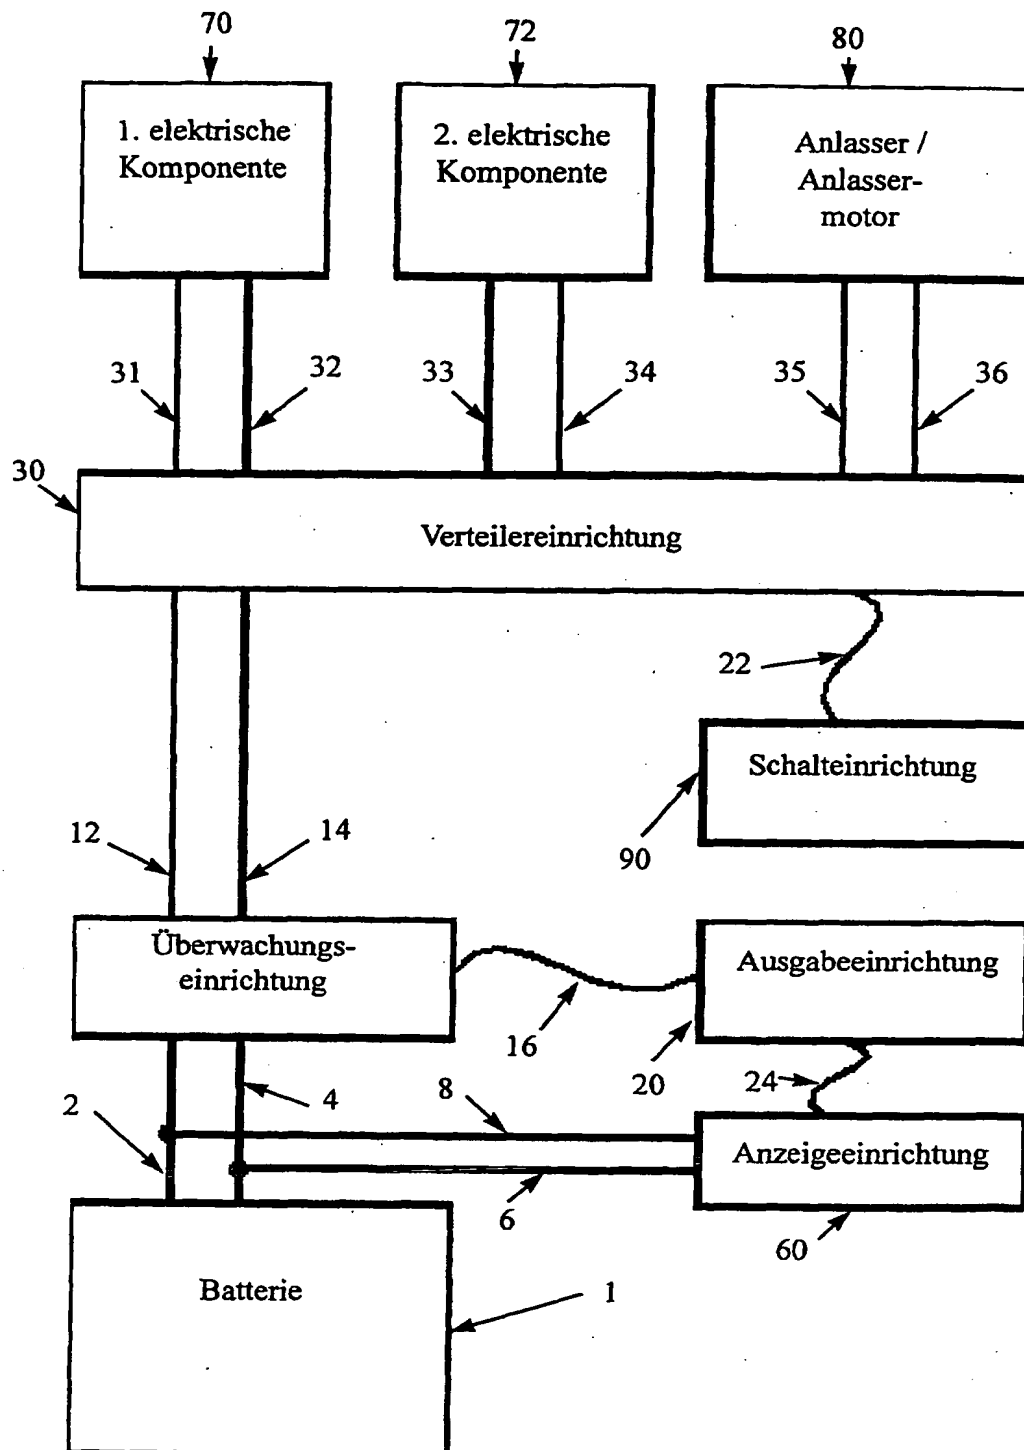 70
72
80
1. elektrische
Komponente
2. elektrische
Komponente
Anlasser /
Anlasser-
motor
31
32
33
34
35
36
30
Verteilereinrichtung
22
Schalteinrichtung
90
12
14
Überwachungs-
einrichtung
Ausgabeeinrichtung
16
20
24
2
4
8
Anzeigeeinrichtung
6
60
Batterie
1